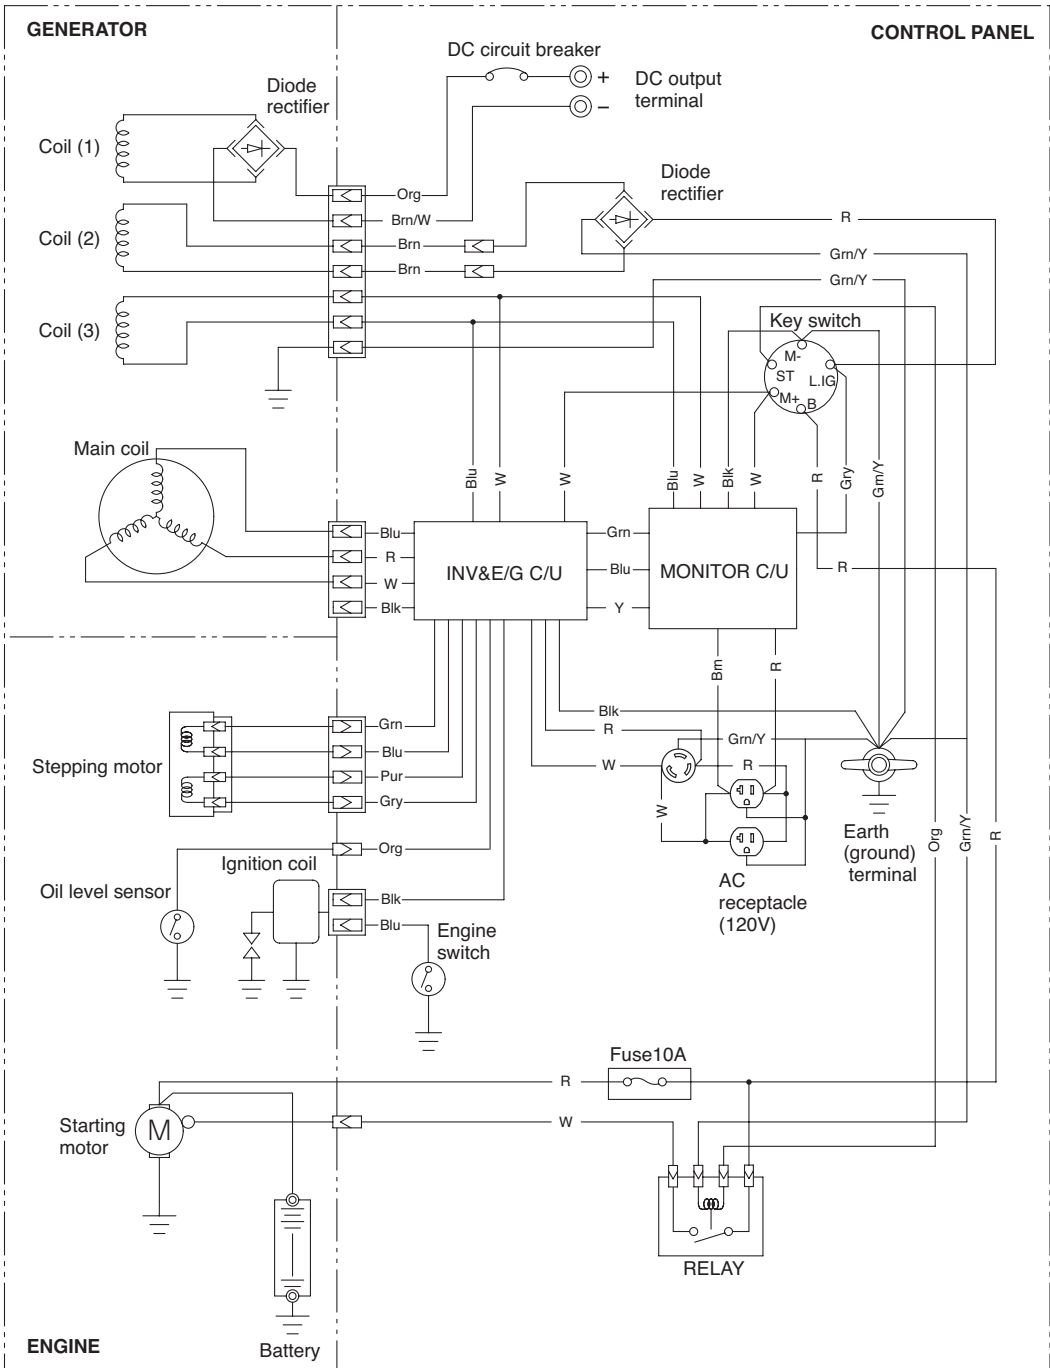 GENERATOR
CONTROL PANEL
DC circuit breaker
+
DC output
terminal
−
Diode
rectifier
Coil (1)
Diode
rectifier
Org
Brn/W
R
Coil (2)
Brn
Grn/Y
Brn
Grn/Y
Coil (3)
Key switch
M-
ST
L.IG
M+
B
Main coil
Blu
W
W
Blu
W
Blk
W
R
Gry
Grn/Y
Blu
R
W
Blk
INV&E/G C/U
Grn
Blu
Y
MONITOR C/U
R
Brn
R
Stepping motor
Grn
Blu
Pur
Gry
Blk
R
Grn/Y
W
R
W
Earth
(ground)
terminal
Org
Grn/Y
R
AC
receptacle
(120V)
Org
Ignition coil
Oil level sensor
Blk
Blu
Engine
switch
Fuse10A
R
Starting
motor
M
W
RELAY
Battery
ENGINE